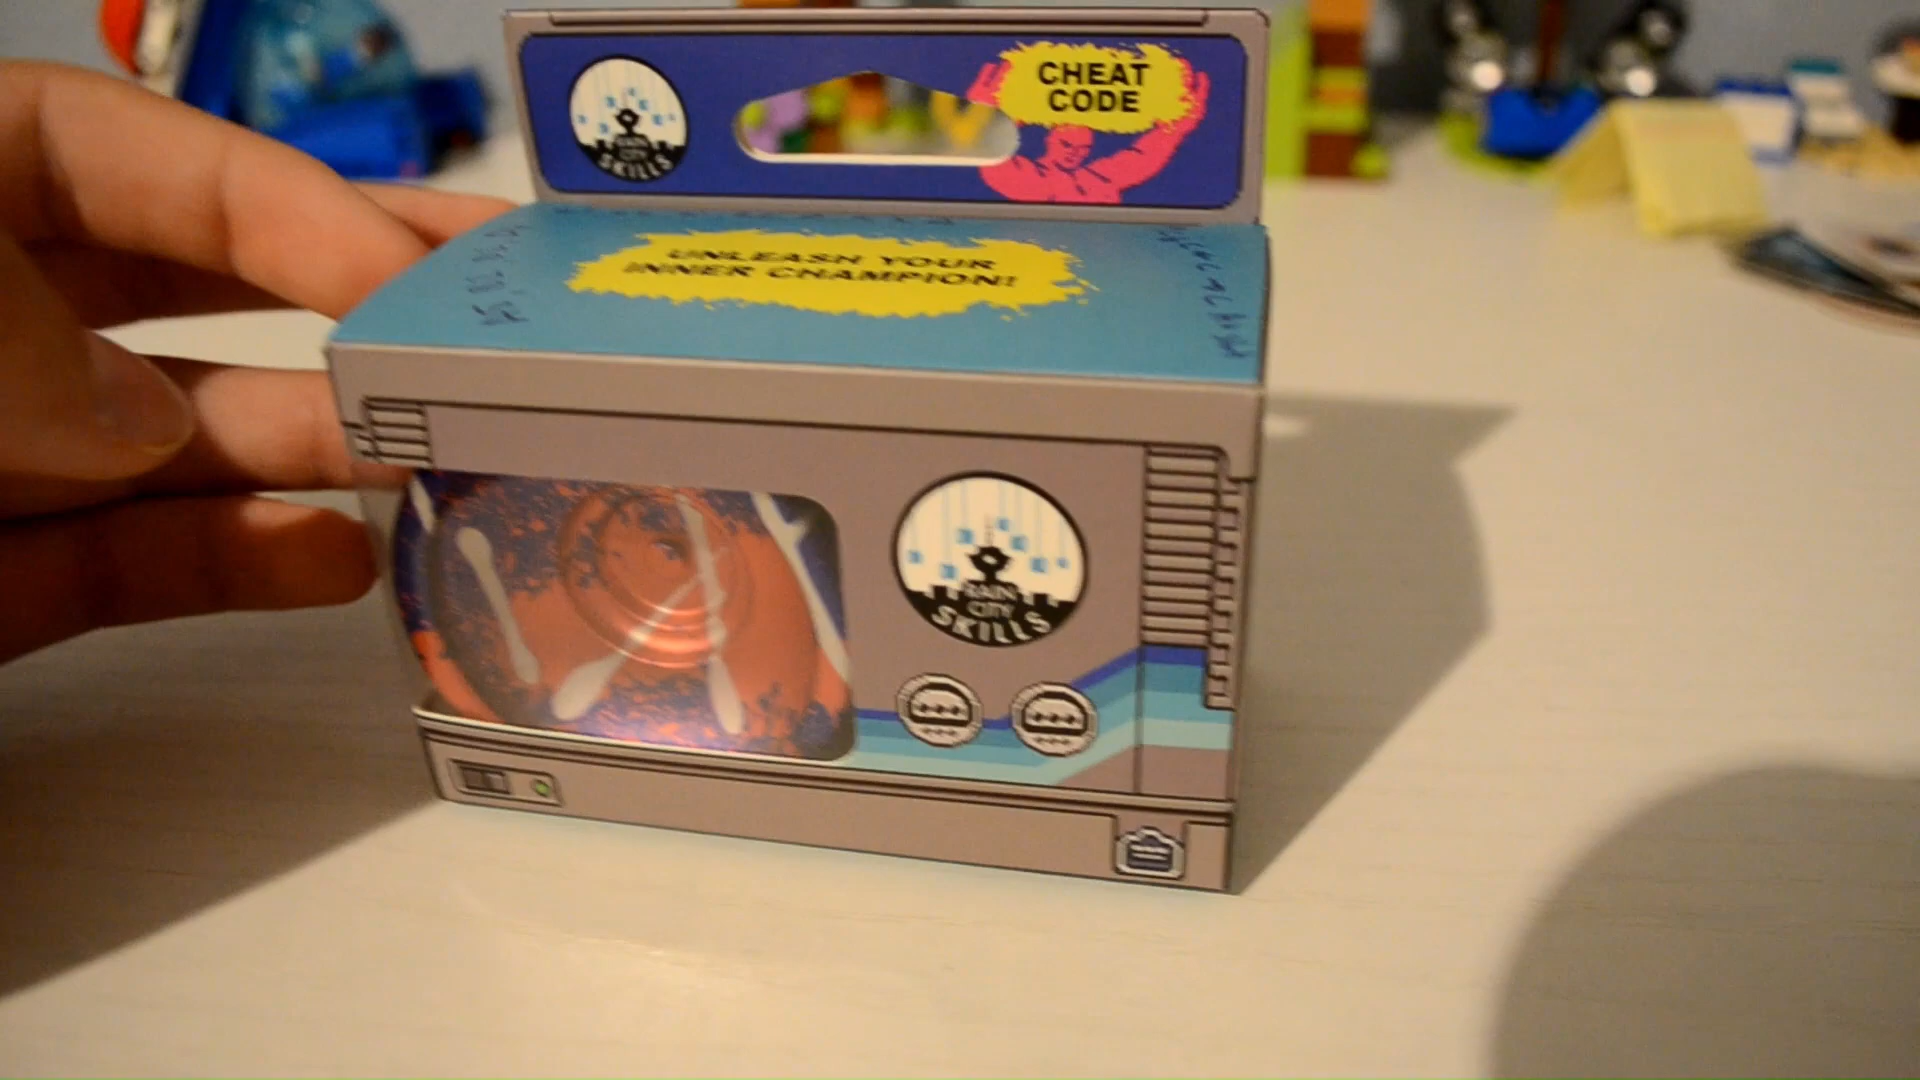 CHEAT
CODE
RAIN
CITY
SKILLS
UNLEASH YOUR
INNER CHAMPION!
RAIN
CITY
SKILLS